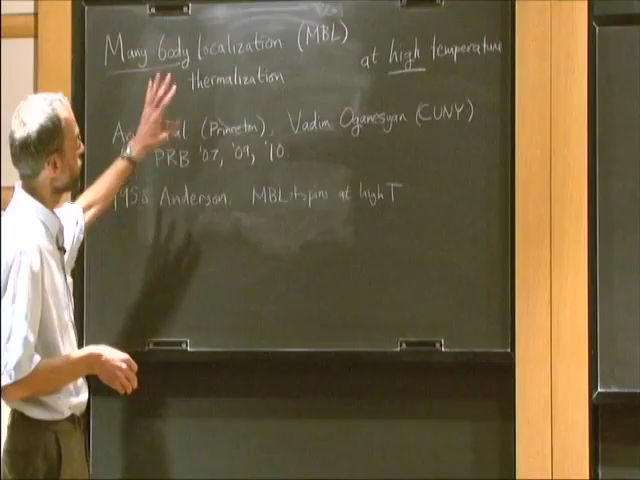 Many body localization (MBL)
thermalization
at high temperature
(Princeton), Vadim Oganesyan (CUNY)
PRB '07, '09, '10.
1958 Anderson. MBL of spins at high T